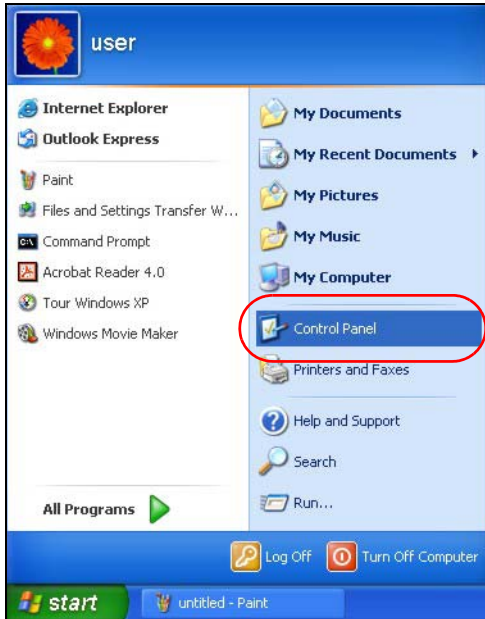 user
Internet Explorer
Outlook Express
Paint
Files and Settings Transfer W...
Command Prompt
Acrobat Reader 4.0
Tour Windows XP
Windows Movie Maker
All Programs
My Documents
My Recent Documents
My Pictures
My Music
My Computer
Control Panel
Printers and Faxes
Help and Support
Search
Run...
Log Off
Turn Off Computer
start
untitled - Paint